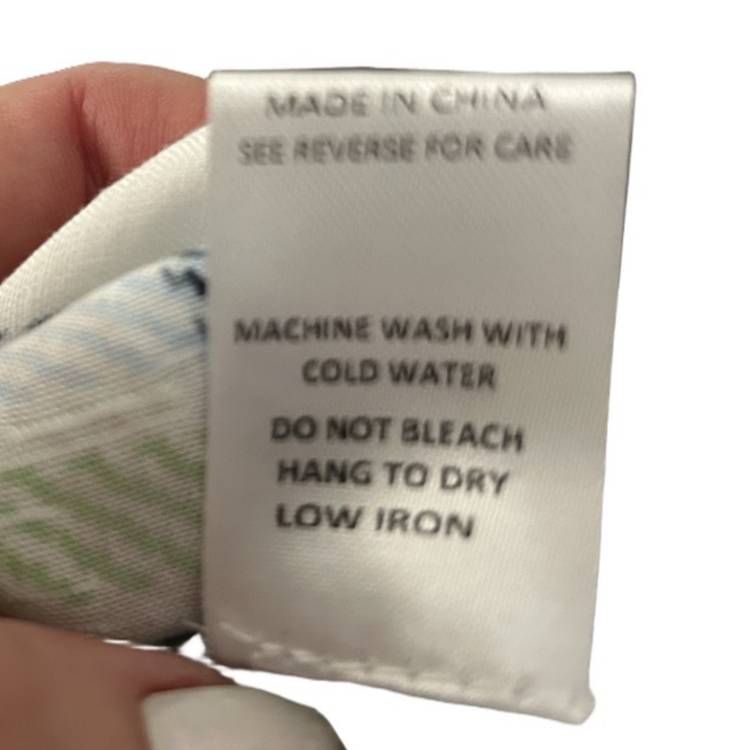 MADE IN CHINA
SEE REVERSE FOR CARE
MACHINE WASH WITH
COLD WATER
DO NOT BLEACH
HANG TO DRY
LOW IRON